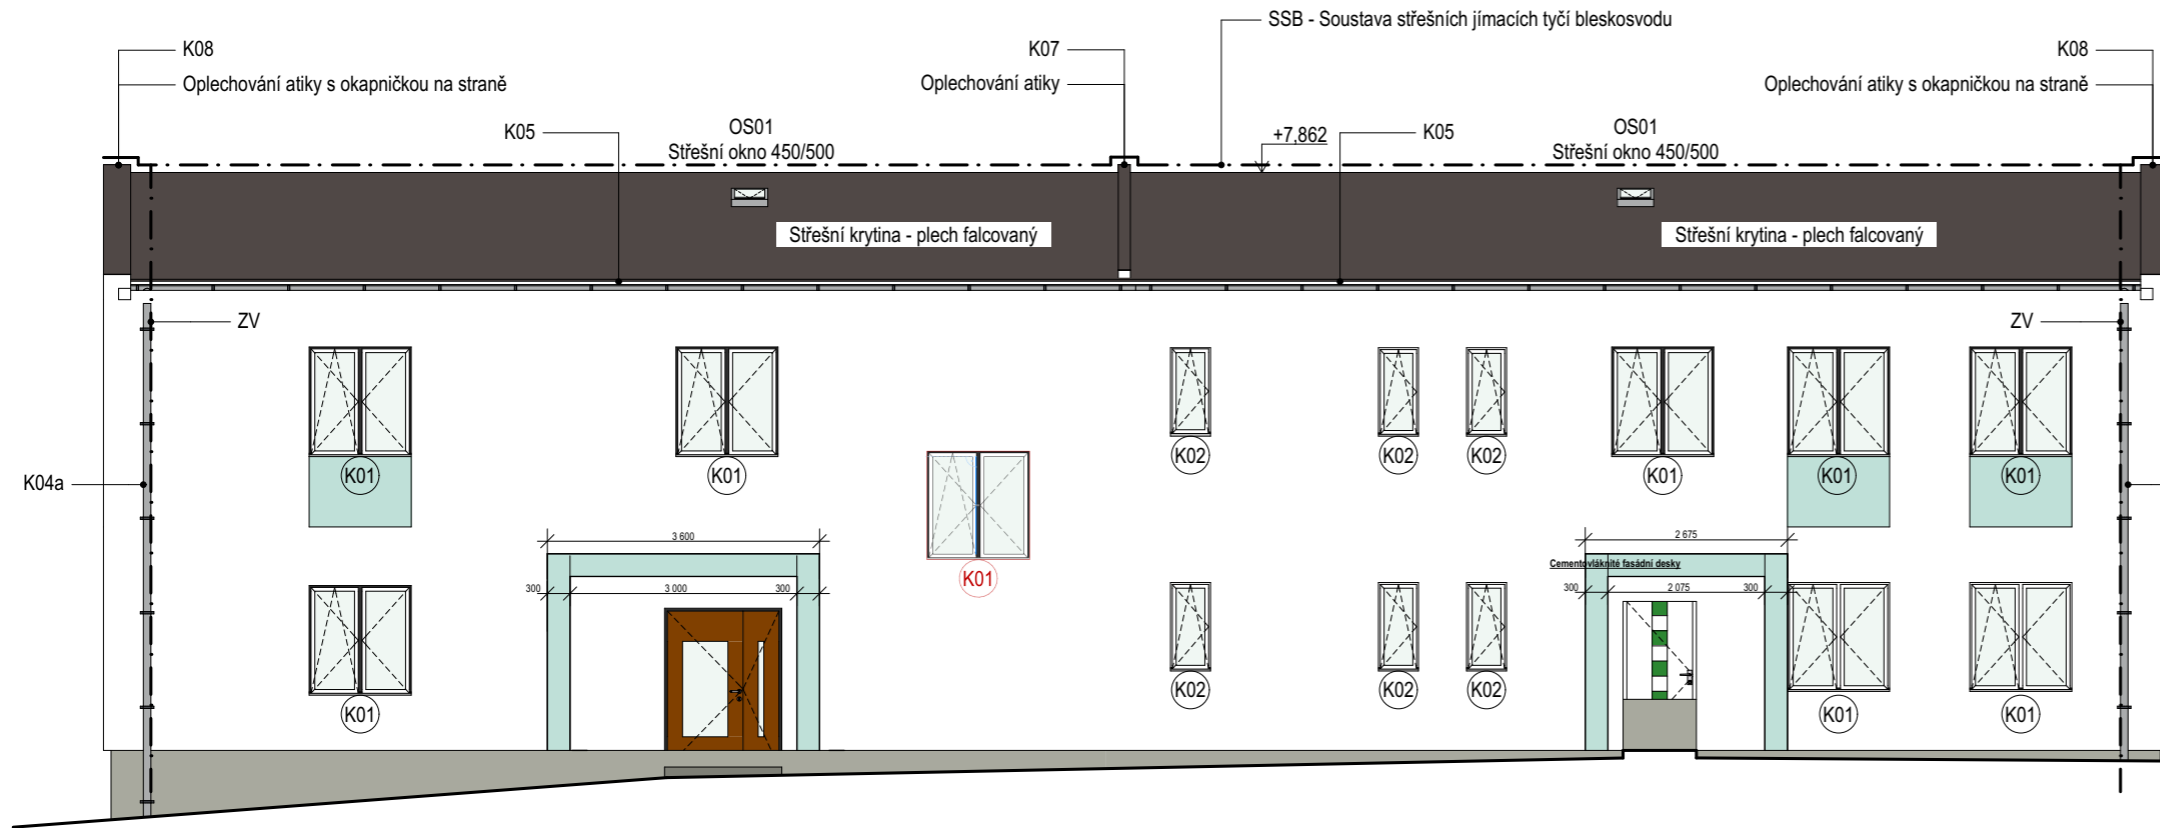 SSB - Soustava střešních jímacích tyčí bleskosvodu
K08
K07
K08
Oplechování atiky s okapničkou na straně
Oplechování atiky
Oplechování atiky s okapničkou na straně
K05
OS01
Střešní okno 450/500
+7,862
K05
OS01
Střešní okno 450/500
Střešní krytina - plech falcovaný
Střešní krytina - plech falcovaný
ZV
ZV
K04a
K01
K01
K02
K02
K02
K01
K01
K01
3 600
2 675
Cementovláknité fasádní desky
300
3 000
300
K01
300
2 075
300
K01
K02
K02
K02
K01
K01